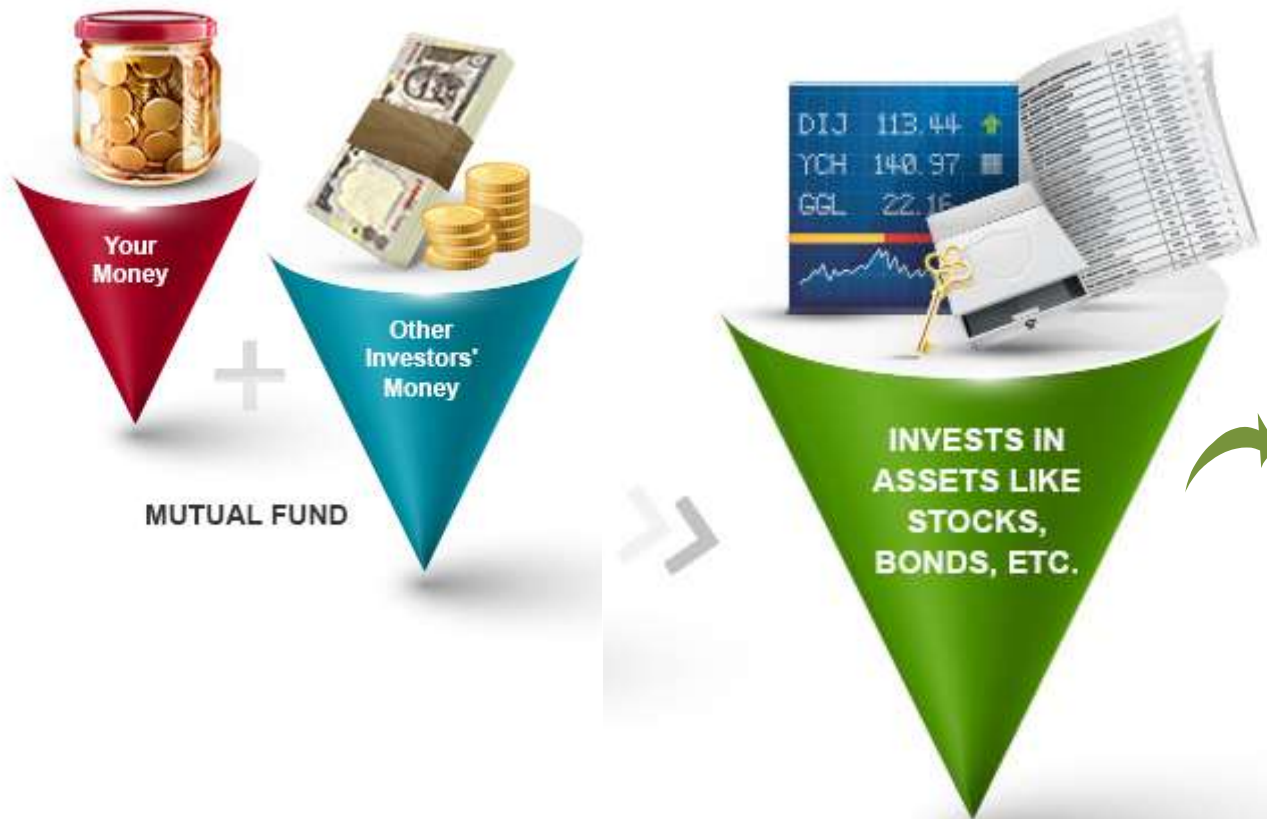 Your
Money
Other
Investors'
Money
MUTUAL FUND
DIJ 113.44
YCH 140.97
GGL 22.16
INVESTS IN
ASSETS LIKE
STOCKS,
BONDS, ETC.